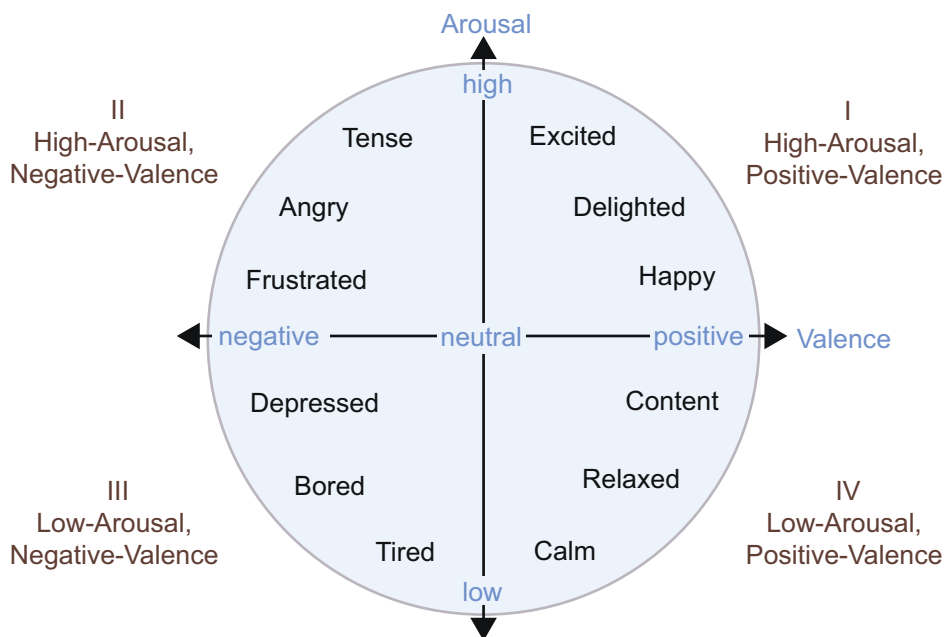 Arousal
high
II
High-Arousal,
Negative-Valence
I
High-Arousal,
Positive-Valence
Tense
Excited
Angry
Delighted
Frustrated
Happy
negative
neutral
positive
Valence
Depressed
Content
Bored
Relaxed
III
Low-Arousal,
Negative-Valence
IV
Low-Arousal,
Positive-Valence
Tired
Calm
low